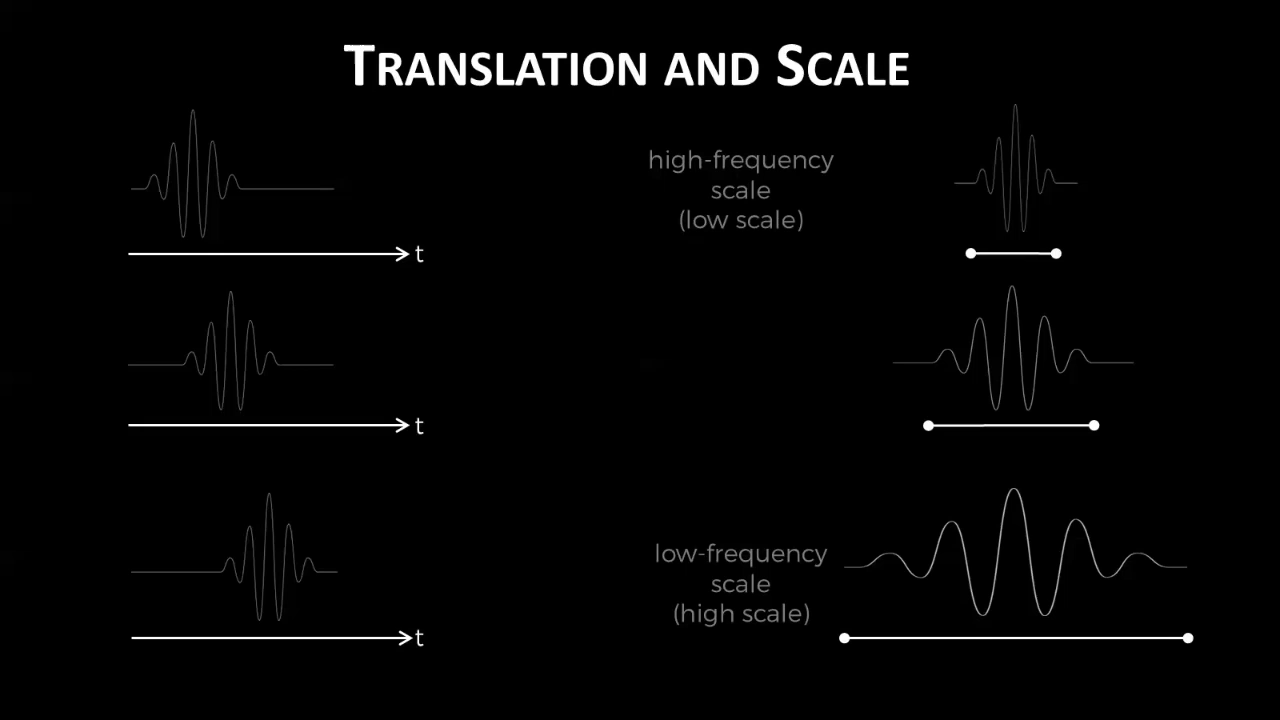 TRANSLATION AND SCALE
high-frequency
scale
(low scale)
t
t
low-frequency
scale
(high scale)
t